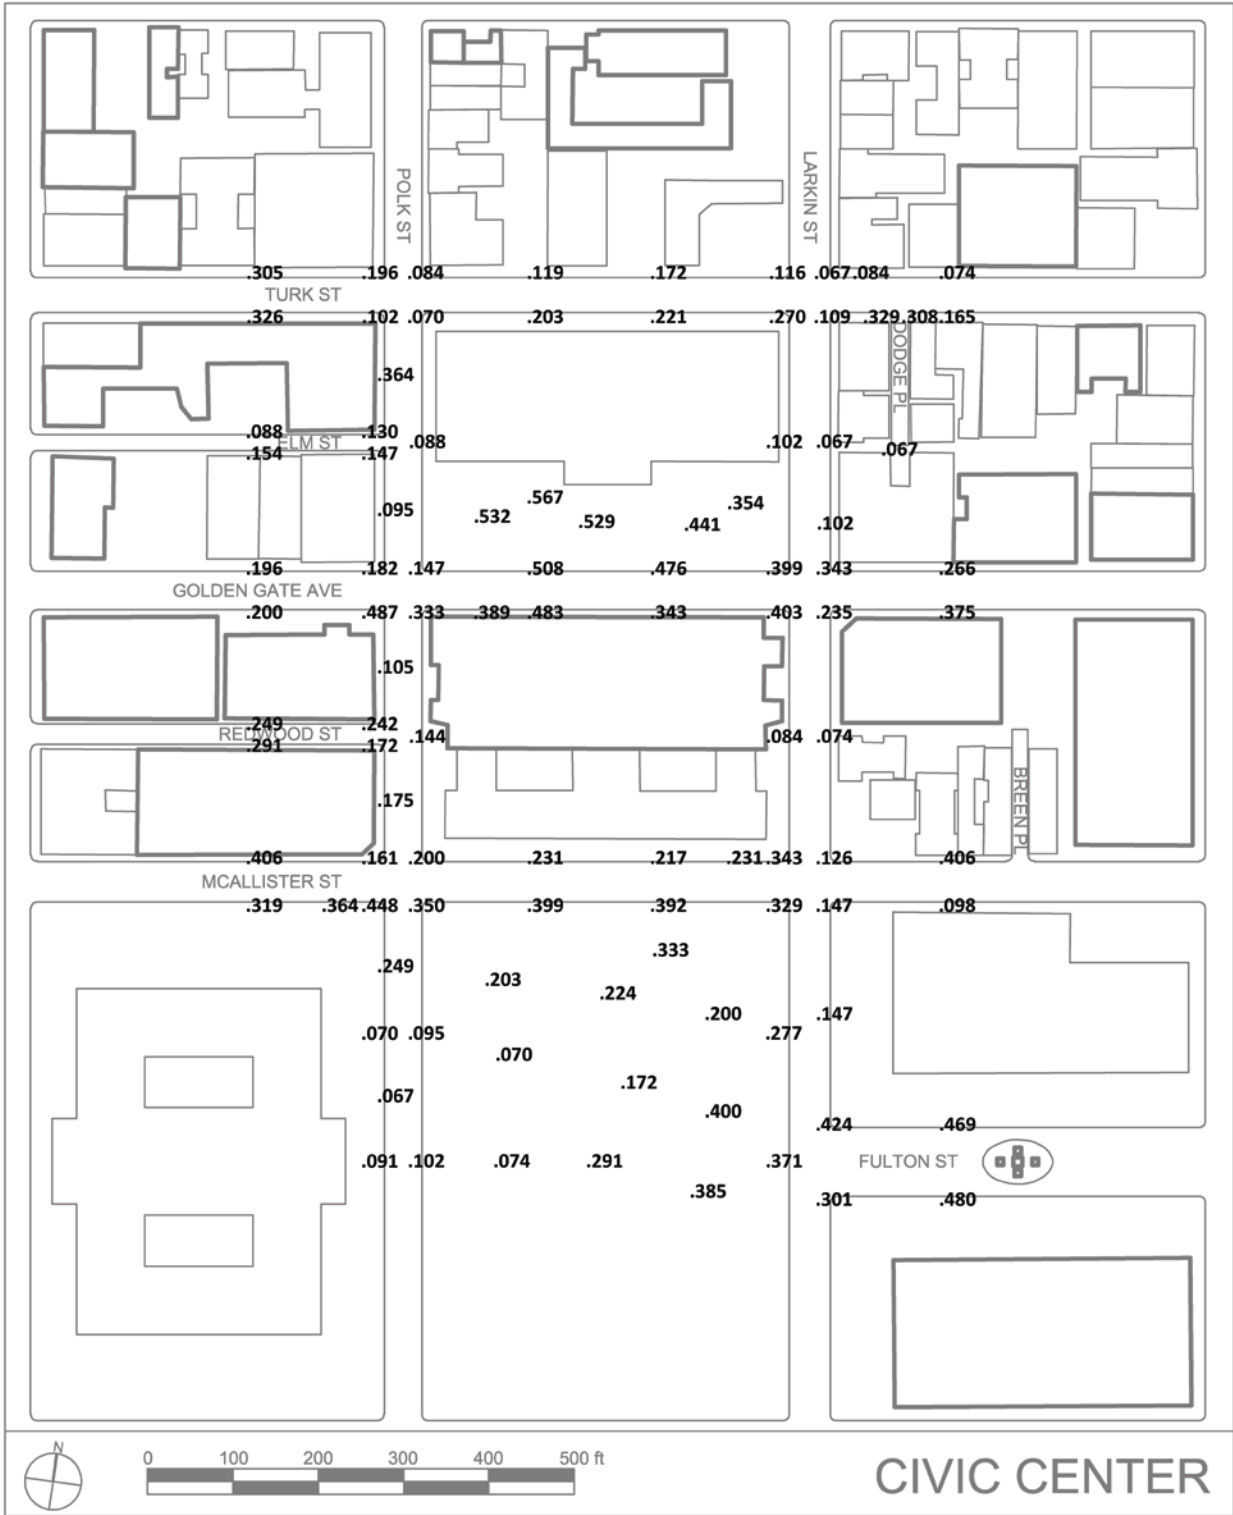 POLK ST
LARKIN ST
.305 .196 .084 .119 .172 .116 .067 .084 .074
TURK ST
.326 .102 .070 .203 .221 .270 .109 .329 .308 .165
DODGE PL
.364
.088 .130
ELM ST .088 .102 .067
.154 .147 .067
.567 .354
.095 .532 .529 .441 .102
.196 .182 .147 .508 .476 .399 .343 .266
GOLDEN GATE AVE
.200 .487 .333 .389 .483 .343 .403 .235 .375
.105
.249 .242
REDWOOD ST .144 .084 .074
.291 .172
BREEN PL
.175
.406 .161 .200 .231 .217 .231 .343 .126 .406
MCALLISTER ST
.319 .364 .448 .350 .399 .392 .329 .147 .098
.333
.249 .203
.224
.200 .147
.070 .095 .277
.070
.172
.067
.400
.424 .469
.091 .102 .074 .291 .371 FULTON ST
.385
.301 .480
N
0 100 200 300 400 500 ft
CIVIC CENTER